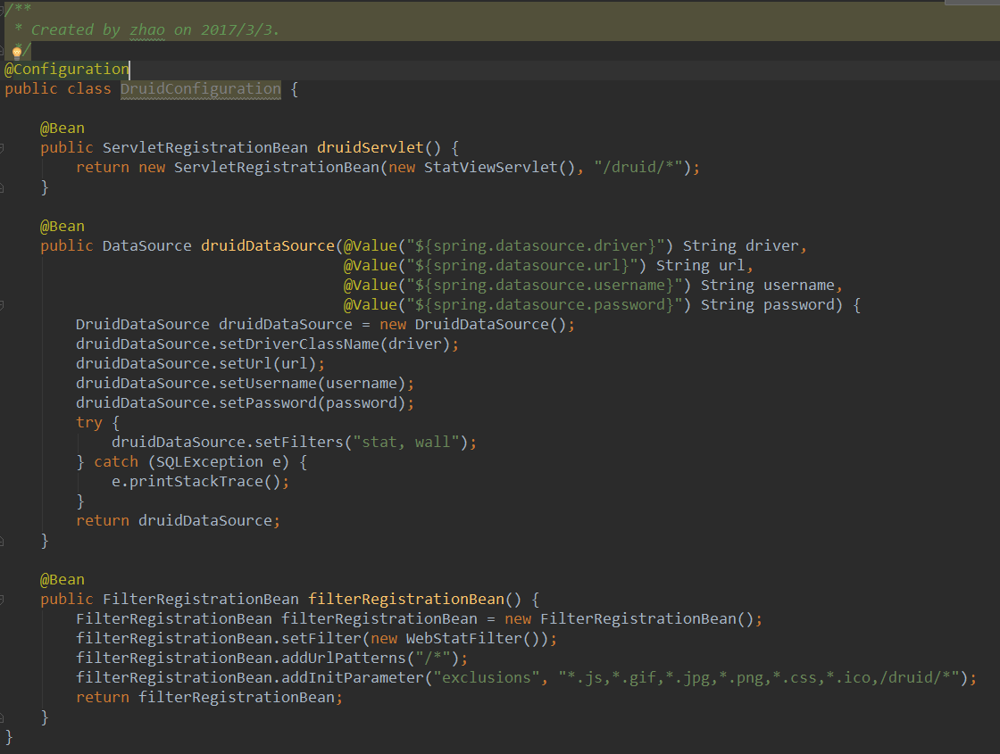 /**
 * Created by zhao on 2017/3/3.
 */
@Configuration
public class DruidConfiguration {

    @Bean
    public ServletRegistrationBean druidServlet() {
        return new ServletRegistrationBean(new StatViewServlet(), "/druid/*");
    }

    @Bean
    public DataSource druidDataSource(@Value("${spring.datasource.driver}") String driver,
                                      @Value("${spring.datasource.url}") String url,
                                      @Value("${spring.datasource.username}") String username,
                                      @Value("${spring.datasource.password}") String password) {
        DruidDataSource druidDataSource = new DruidDataSource();
        druidDataSource.setDriverClassName(driver);
        druidDataSource.setUrl(url);
        druidDataSource.setUsername(username);
        druidDataSource.setPassword(password);
        try {
            druidDataSource.setFilters("stat, wall");
        } catch (SQLException e) {
            e.printStackTrace();
        }
        return druidDataSource;
    }

    @Bean
    public FilterRegistrationBean filterRegistrationBean() {
        FilterRegistrationBean filterRegistrationBean = new FilterRegistrationBean();
        filterRegistrationBean.setFilter(new WebStatFilter());
        filterRegistrationBean.addUrlPatterns("/*");
        filterRegistrationBean.addInitParameter("exclusions", "*.js,*.gif,*.jpg,*.png,*.css,*.ico,/druid/*");
        return filterRegistrationBean;
    }
}